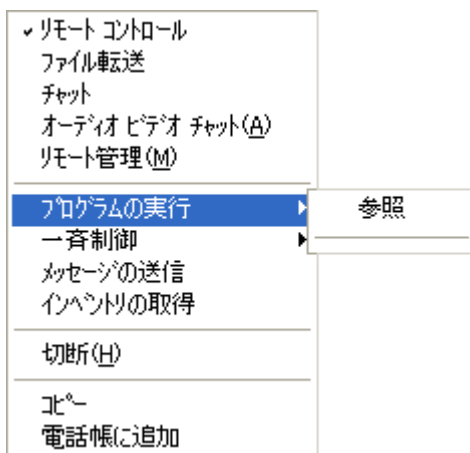 リモート コントロール
ファイル転送
チャット
オーディオ ビデオ チャット(A)
リモート管理(M)
プログラムの実行
参照
一斉制御
メッセージの送信
インベントリの取得
切断(H)
コピー
電話帳に追加